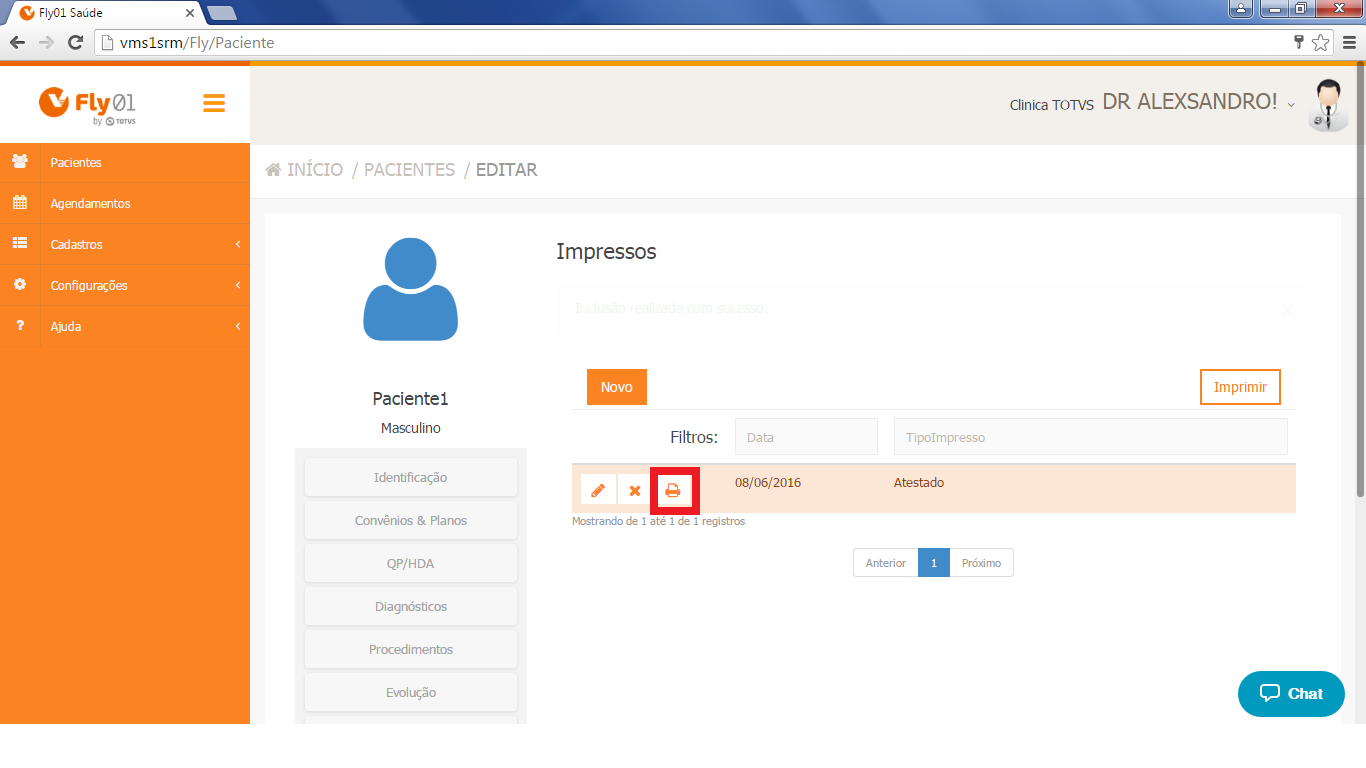 Fly01 Saúde
vms1srm/Fly/Paciente
Fly01
by TOTVS
Clinica TOTVS DR ALEXSANDRO!
Pacientes
Agendamentos
Cadastros
Configurações
Ajuda
INÍCIO / PACIENTES / EDITAR
Impressos
Inclusão realizada com sucesso.
Paciente1
Masculino
Novo
Imprimir
Filtros: Data TipoImpresso
08/06/2016 Atestado
Mostrando de 1 até 1 de 1 registros
Anterior 1 Próximo
Identificação
Convênios & Planos
QP/HDA
Diagnósticos
Procedimentos
Evolução
Chat